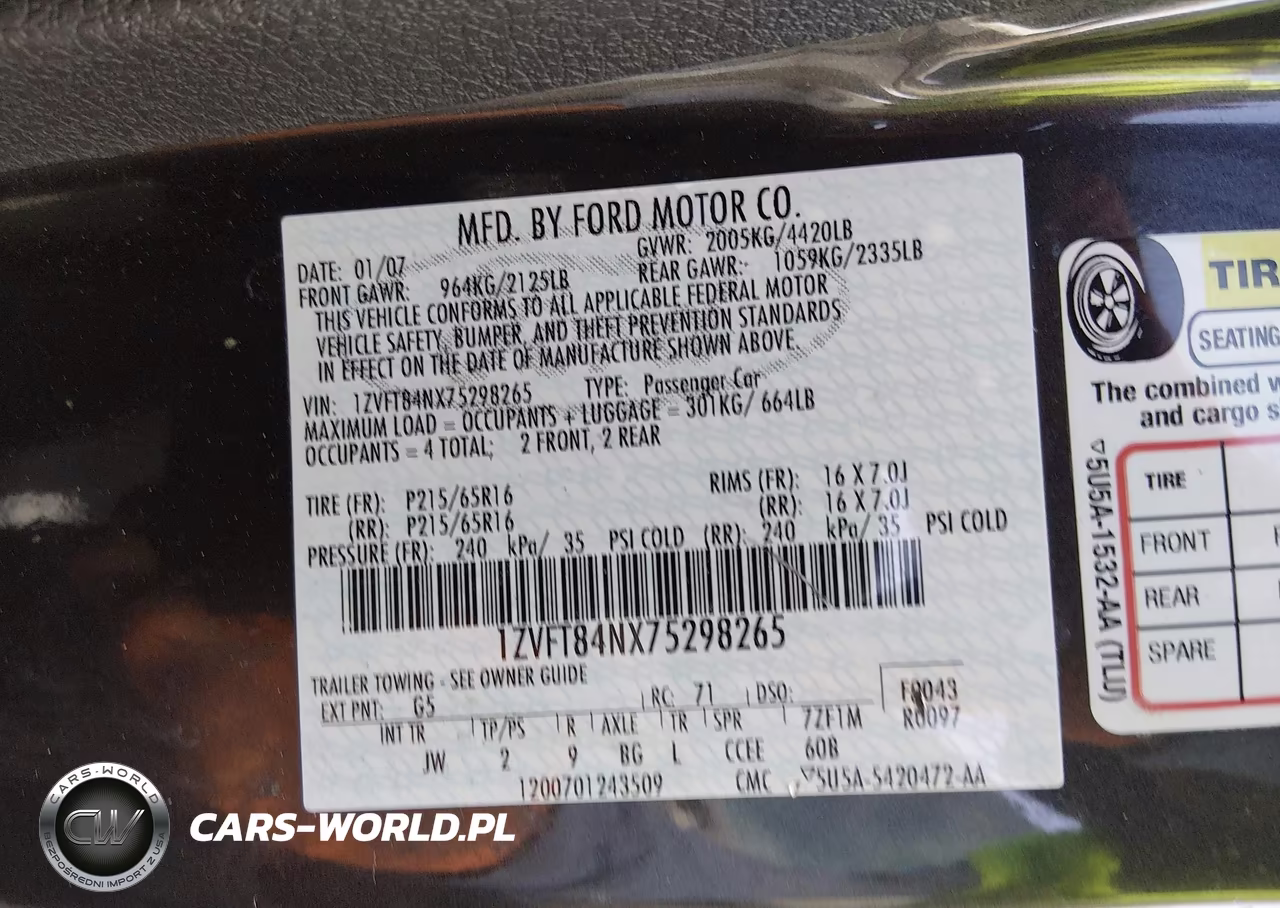 MFD. BY FORD MOTOR CO.
DATE: 01/07 GVWR: 2005KG/4420LB
FRONT GAWR: 964KG/2125LB REAR GAWR: 1059KG/2335LB
THIS VEHICLE CONFORMS TO ALL APPLICABLE FEDERAL MOTOR
VEHICLE SAFETY, BUMPER, AND THEFT PREVENTION STANDARDS
IN EFFECT ON THE DATE OF MANUFACTURE SHOWN ABOVE.
VIN: 1ZVFT84NX75298265 TYPE: Passenger Car
MAXIMUM LOAD = OCCUPANTS + LUGGAGE = 301KG/ 664LB
OCCUPANTS = 4 TOTAL; 2 FRONT, 2 REAR
TIRE (FR): P215/65R16 RIMS (FR): 16 X 7.0J
(RR): P215/65R16 (RR): 16 X 7.0J
PRESSURE (FR): 240 kPa/ 35 PSI COLD (RR): 240 kPa/ 35 PSI COLD
1ZVFT84NX75298265
TRAILER TOWING - SEE OWNER GUIDE
EXT PNT: G5 RC: 71 DSO: F0043
INT TR TP/PS R AXLE TR SPR 7ZF1M R0097
JW 2 9 BG L CCEE 60B
1200701243509 CMC ▽5U5A-5420472-AA
TIR
SEATING
The combined w
and cargo s
▽5U5A-1532-AA (TLU)
TIRE
FRONT
REAR
SPARE
CARS-WORLD
CW
BEZPOŚREDNI IMPORT Z USA
CARS-WORLD.PL